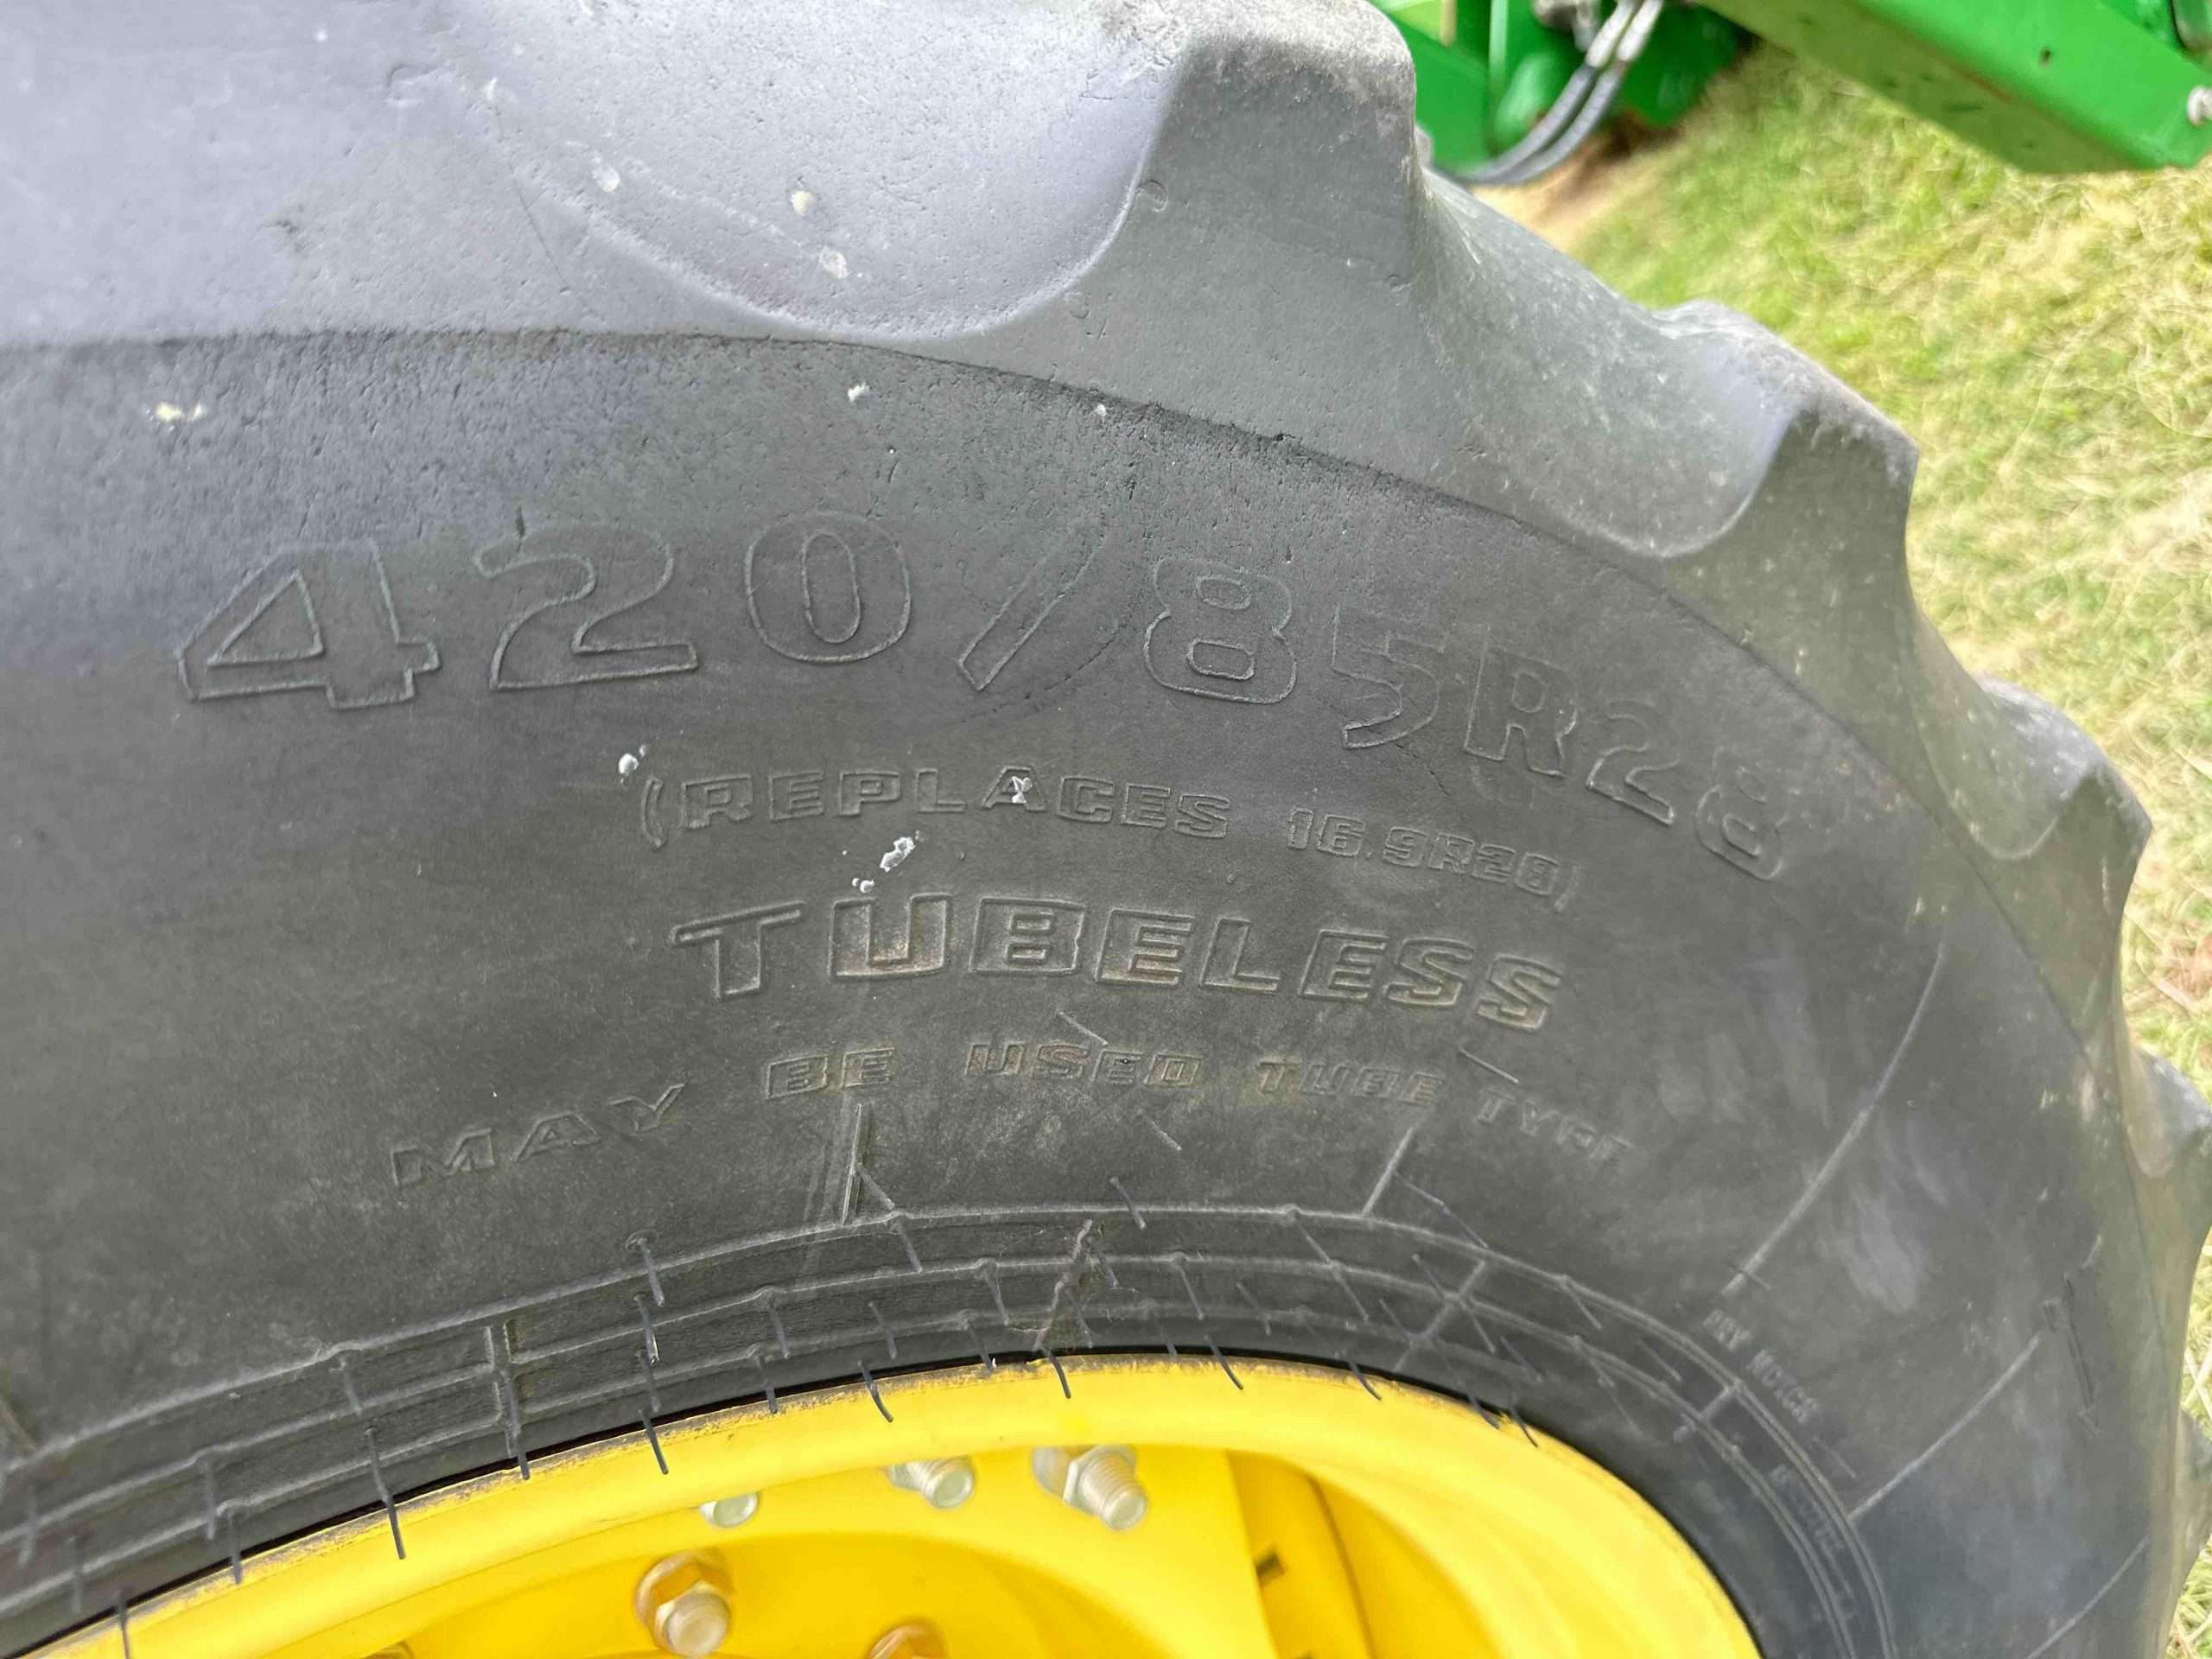 420/85R28
(REPLACES 16.9R28)
TUBELESS
MAY BE USED TUBE TYPE